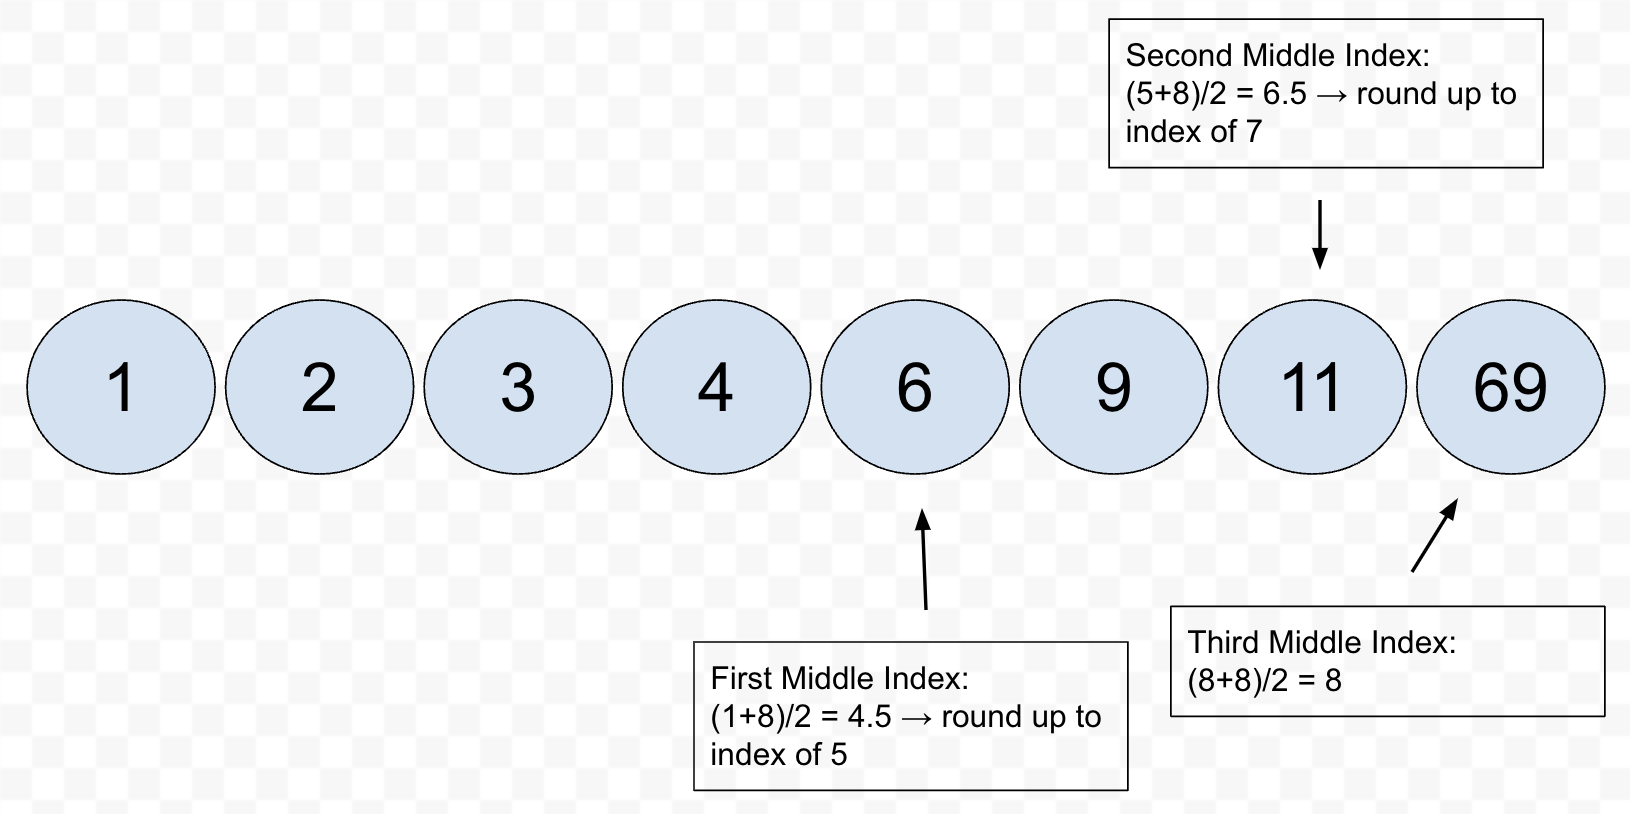 Second Middle Index:
(5+8)/2 = 6.5 → round up to
index of 7
1 2 3 4 6 9 11 69
First Middle Index:
(1+8)/2 = 4.5 → round up to
index of 5
Third Middle Index:
(8+8)/2 = 8